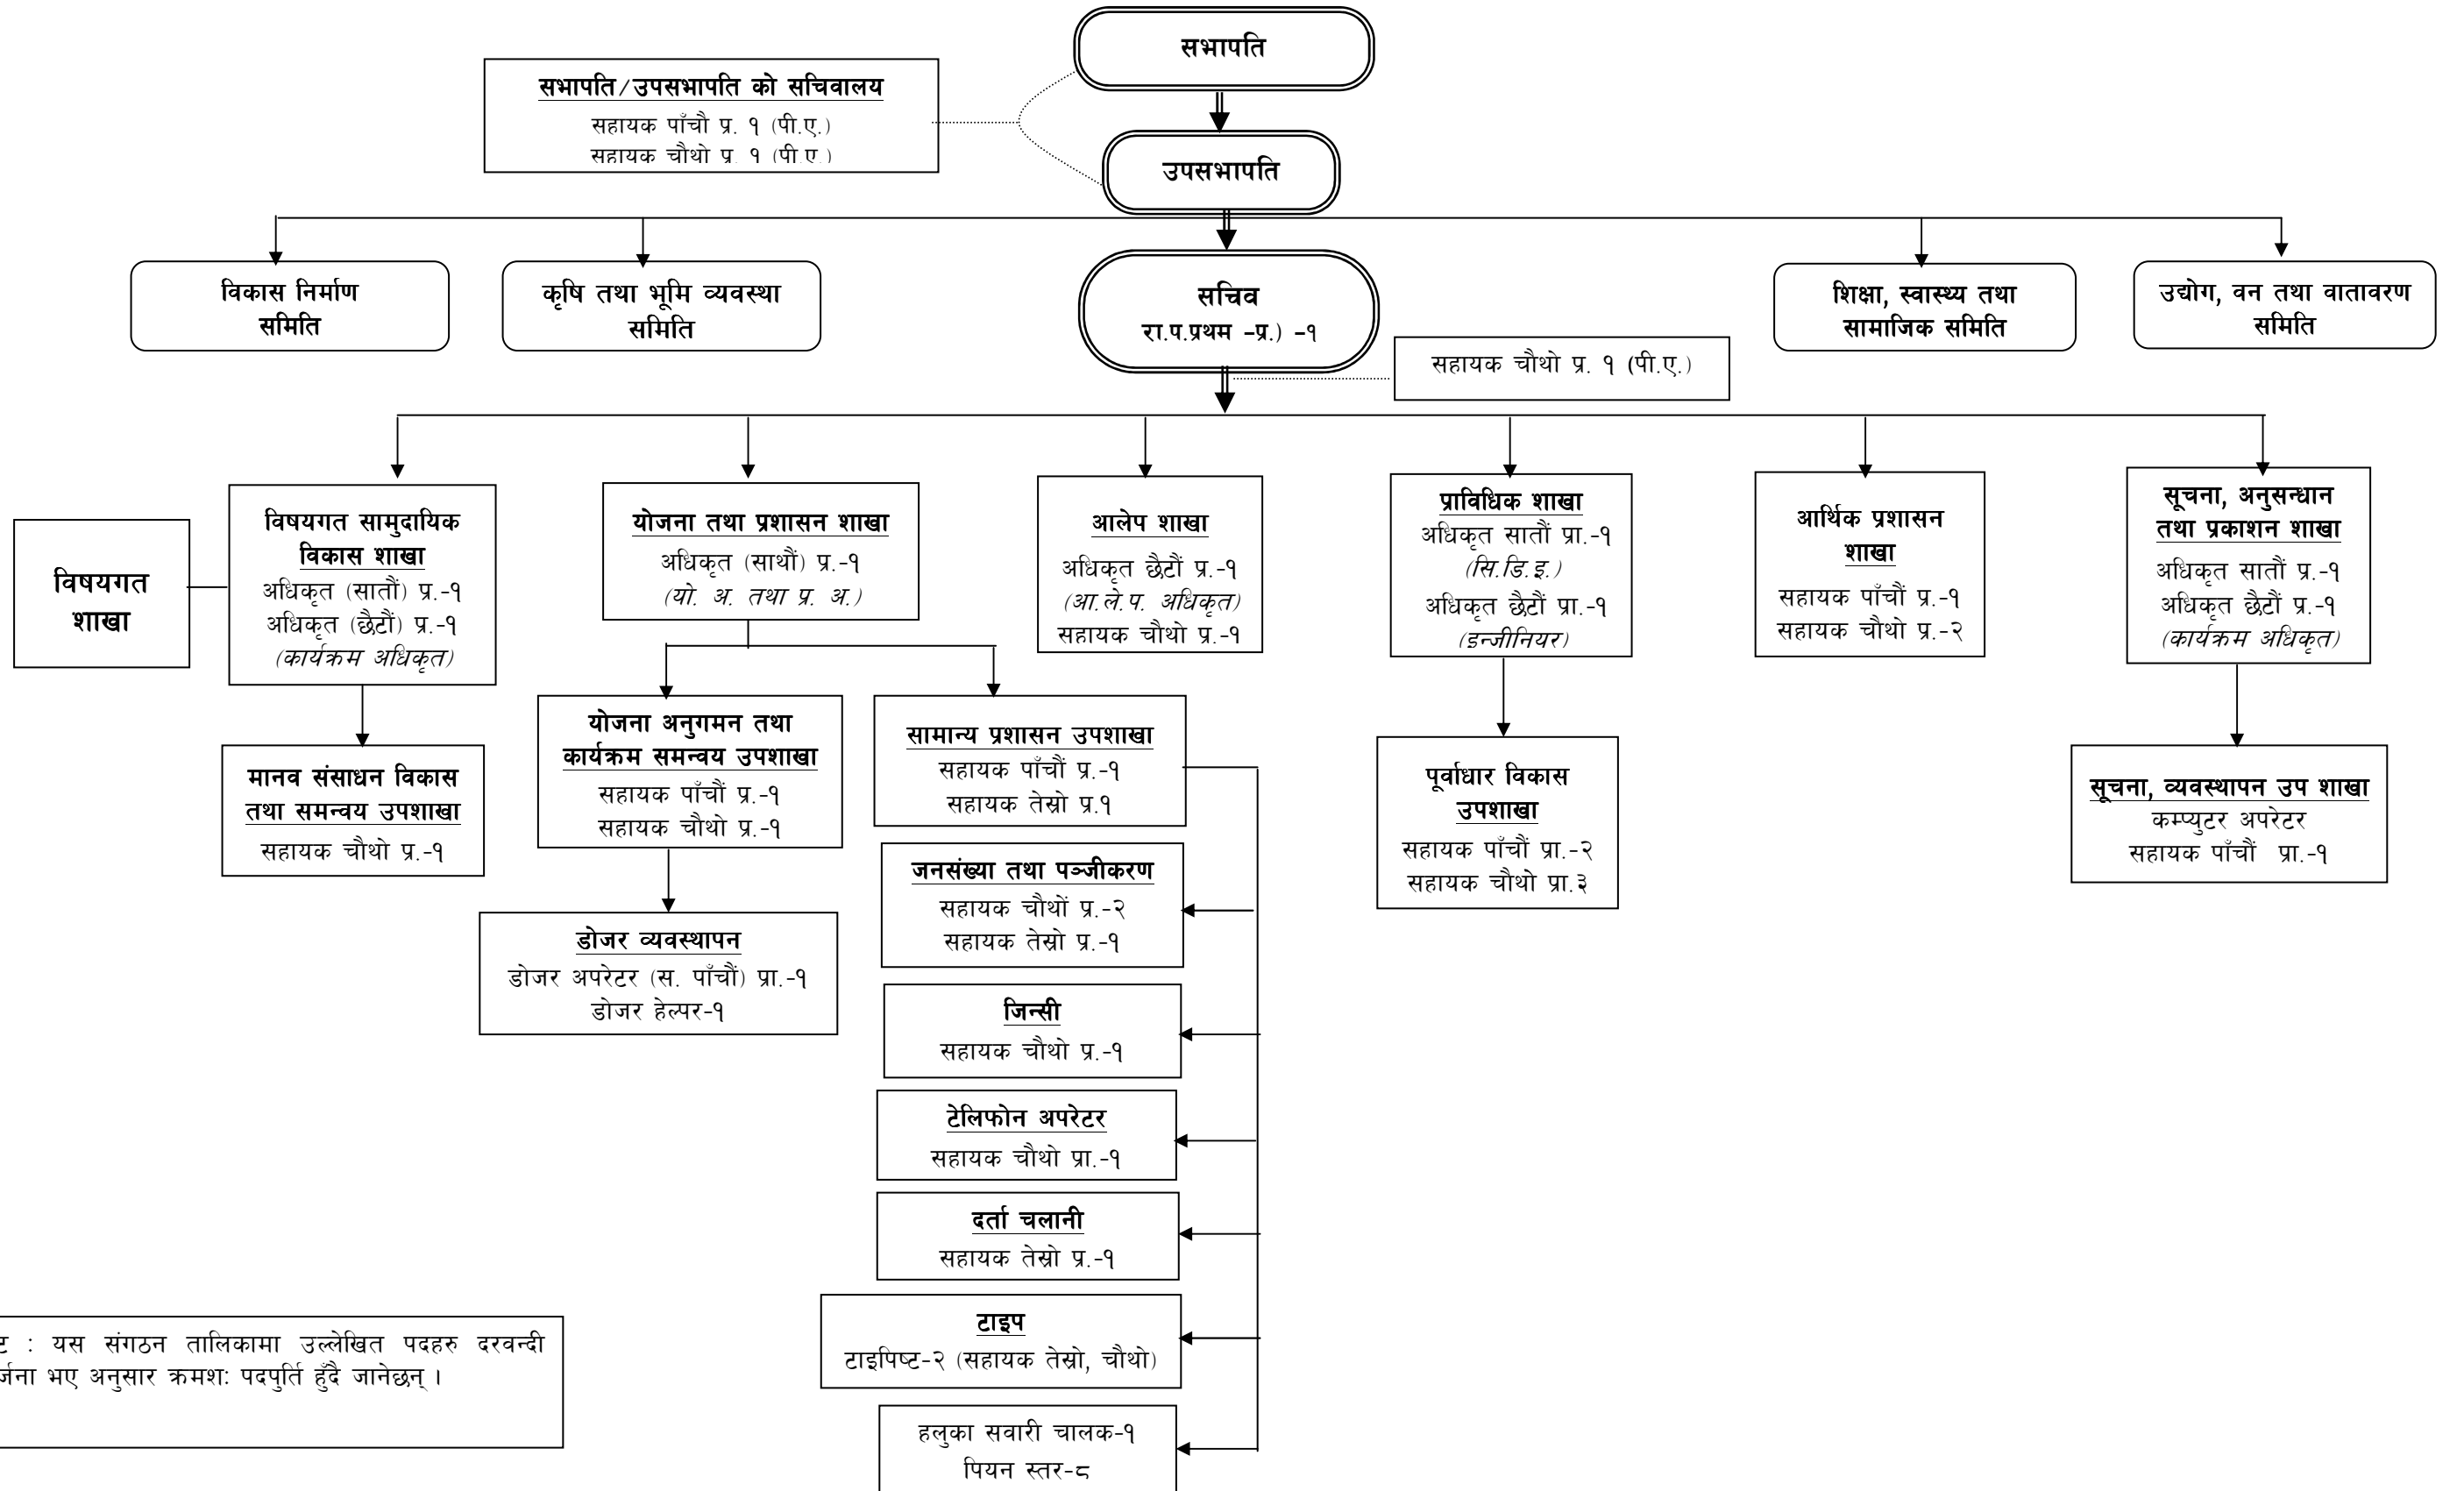 सभापति
सभापति/उपसभापति को सचिवालय
सहायक पाँचौ प्र. १ (पी.ए.)
सहायक चौथो प्र. १ (पी.ए.)
उपसभापति
विकास निर्माण
समिति
कृषि तथा भूमि व्यवस्था
समिति
सचिव
रा.प.प्रथम –प्र.) –१
शिक्षा, स्वास्थ्य तथा
सामाजिक समिति
उद्योग, वन तथा वातावरण
समिति
सहायक चौथो प्र. १ (पी.ए.)
विषयगत
शाखा
विषयगत सामुदायिक
विकास शाखा
अधिकृत (सातौं) प्र.-१
अधिकृत (छैटौं) प्र.-१
(कार्यक्रम अधिकृत)
योजना तथा प्रशासन शाखा
अधिकृत (साथौं) प्र.-१
(यो. अ. तथा प्र. अ.)
आलेप शाखा
अधिकृत छैटौं प्र.-१
(आ.ले.प. अधिकृत)
सहायक चौथो प्र.-१
प्राविधिक शाखा
अधिकृत सातौं प्रा.-१
(सि.डि.इ.)
अधिकृत छैटौं प्रा.-१
(इन्जीनियर)
आर्थिक प्रशासन
शाखा
सहायक पाँचौं प्र.-१
सहायक चौथो प्र.-२
सूचना, अनुसन्धान
तथा प्रकाशन शाखा
अधिकृत सातौं प्र.-१
अधिकृत छैटौं प्र.-१
(कार्यक्रम अधिकृत)
मानव संसाधन विकास
तथा समन्वय उपशाखा
सहायक चौथो प्र.-१
योजना अनुगमन तथा
कार्यक्रम समन्वय उपशाखा
सहायक पाँचौं प्र.-१
सहायक चौथो प्र.-१
सामान्य प्रशासन उपशाखा
सहायक पाँचौं प्र.-१
सहायक तेस्रो प्र.१
पूर्वाधार विकास
उपशाखा
सहायक पाँचौं प्रा.-२
सहायक चौथो प्रा.३
सूचना, व्यवस्थापन उप शाखा
कम्प्युटर अपरेटर
सहायक पाँचौं प्रा.-१
जनसंख्या तथा पञ्जीकरण
सहायक चौथों प्र.-२
सहायक तेस्रो प्र.-१
डोजर व्यवस्थापन
डोजर अपरेटर (स. पाँचौं) प्रा.-१
डोजर हेल्पर-१
जिन्सी
सहायक चौथो प्र.-१
टेलिफोन अपरेटर
सहायक चौथो प्रा.-१
दर्ता चलानी
सहायक तेस्रो प्र.-१
टाइप
टाइपिष्ट-२ (सहायक तेस्रो, चौथो)
हलुका सवारी चालक-१
पियन स्तर-८
: यस संगठन तालिकामा उल्लेखित पदहरु दरवन्दी
भए अनुसार क्रमशः पदपुर्ति हुँदै जानेछन् ।